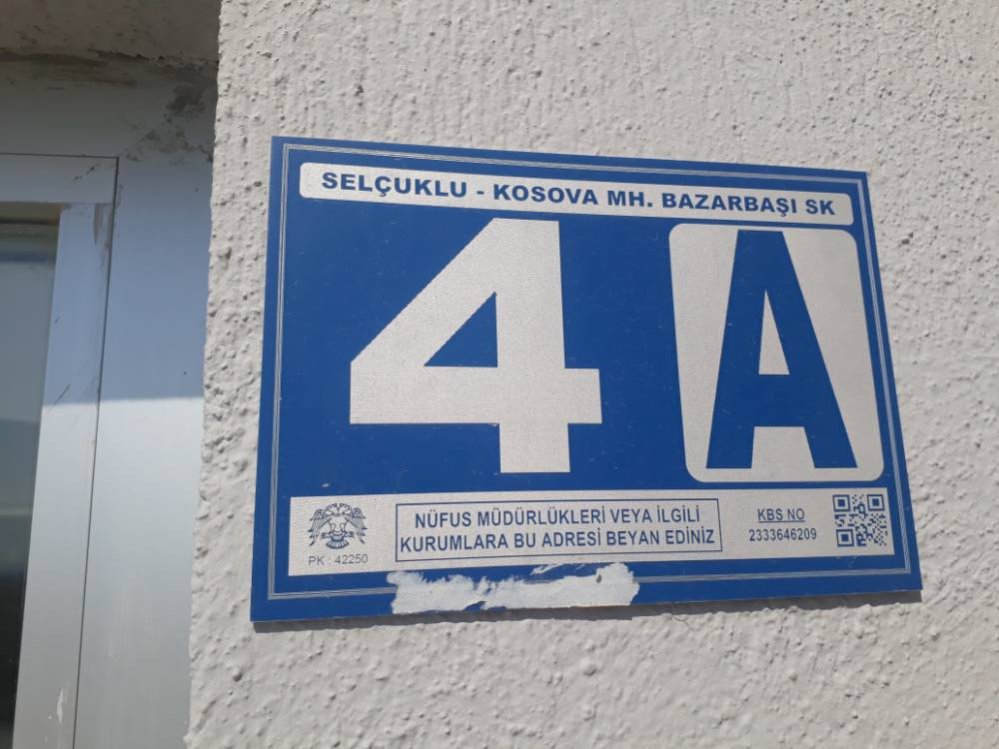 SELÇUKLU - KOSOVA MH. BAZARBAŞI SK
4 A
NÜFUS MÜDÜRLÜKLERİ VEYA İLGİLİ
KURUMLARA BU ADRESİ BEYAN EDİNİZ
KBS NO
2333646209
PK : 42250